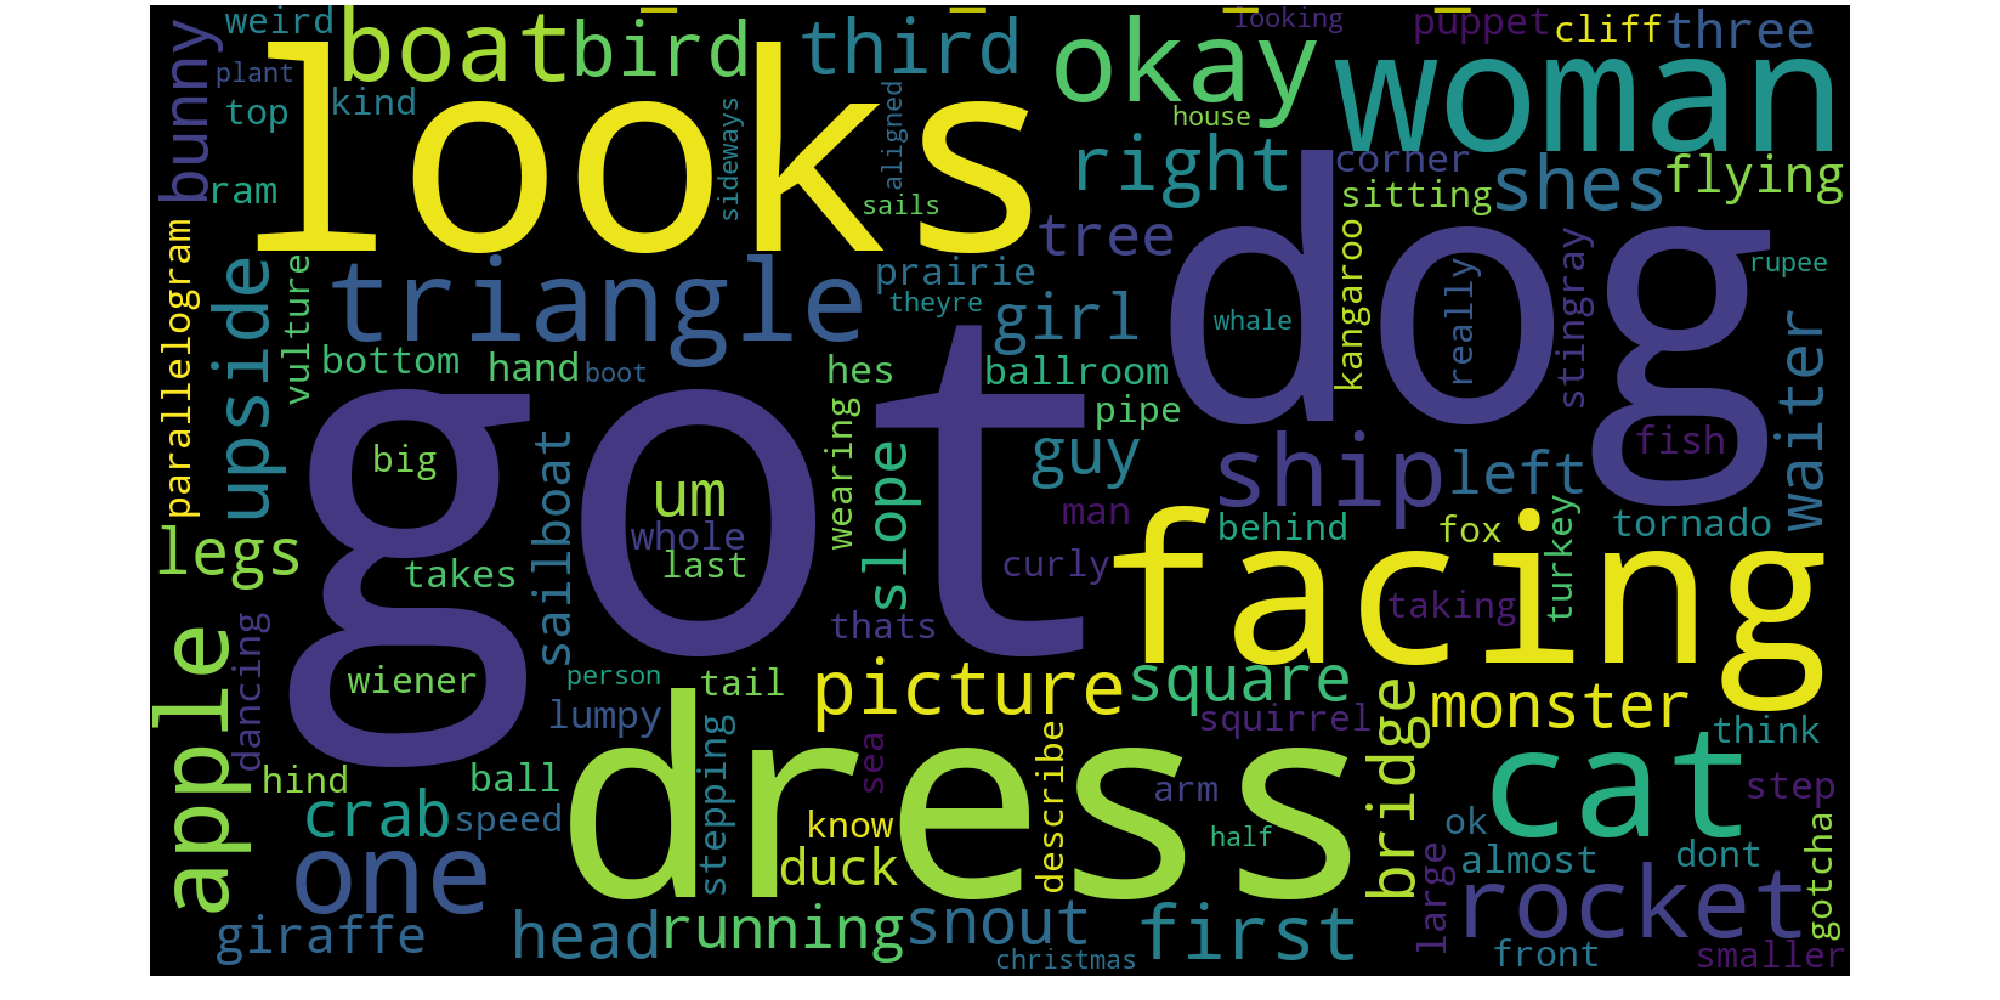 weird
boat
bird
third
okay
looking
puppet
cliff
three
woman
bunny
plant
looks
top
kind
sideways
aligned
house
right
corner
sitting
shes
flying
ram
sails
tree
dog
parallelogram
upside
vulture
triangle
prairie
theyre
girl
whale
kangaroo
really
stingray
rupee
waiter
bottom
hand
boot
hes
ballroom
pipe
got
big
um
whole
last
wearing
slope
guy
ship
left
fish
man
behind
fox
turkey
tornado
legs
takes
sailboat
curly
facing
taking
thats
apple
dancing
wiener
person
tail
picture
square
squirrel
bridge
monster
think
lumpy
stepping
sea
describe
dress
arm
cat
step
hind
ball
crab
speed
know
half
ok
almost
dont
gotcha
one
duck
large
rocket
giraffe
head
running
snout
first
christmas
front
smaller